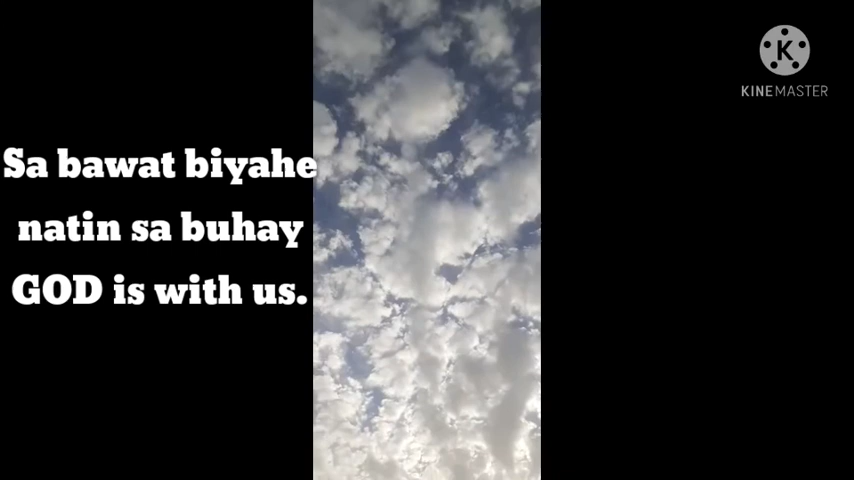 Sa bawat biyahe
natin sa buhay
GOD is with us.
K
KINEMASTER